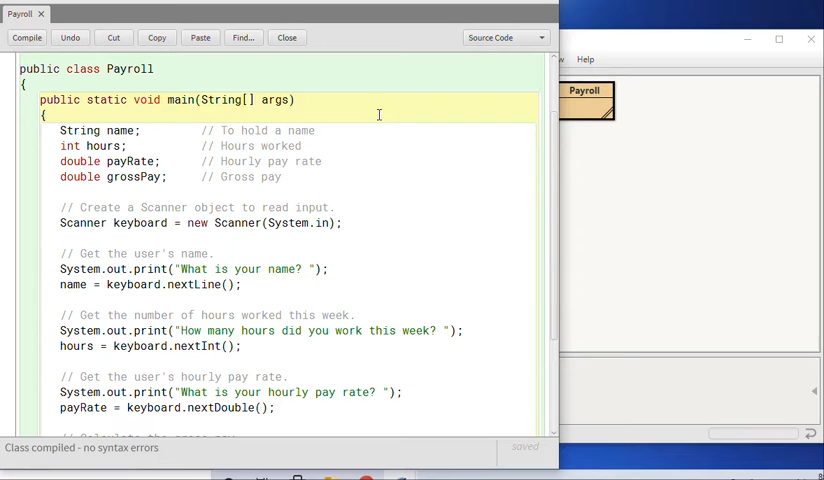 Payroll ✕
Compile Undo Cut Copy Paste Find... Close Source Code
public class Payroll
{
public static void main(String[] args)
{
String name; // To hold a name
int hours; // Hours worked
double payRate; // Hourly pay rate
double grossPay; // Gross pay
// Create a Scanner object to read input.
Scanner keyboard = new Scanner(System.in);
// Get the user's name.
System.out.print("What is your name? ");
name = keyboard.nextLine();
// Get the number of hours worked this week.
System.out.print("How many hours did you work this week? ");
hours = keyboard.nextInt();
// Get the user's hourly pay rate.
System.out.print("What is your hourly pay rate? ");
payRate = keyboard.nextDouble();
// Calculate the gross pay.
Class compiled - no syntax errors
saved
Help
Payroll